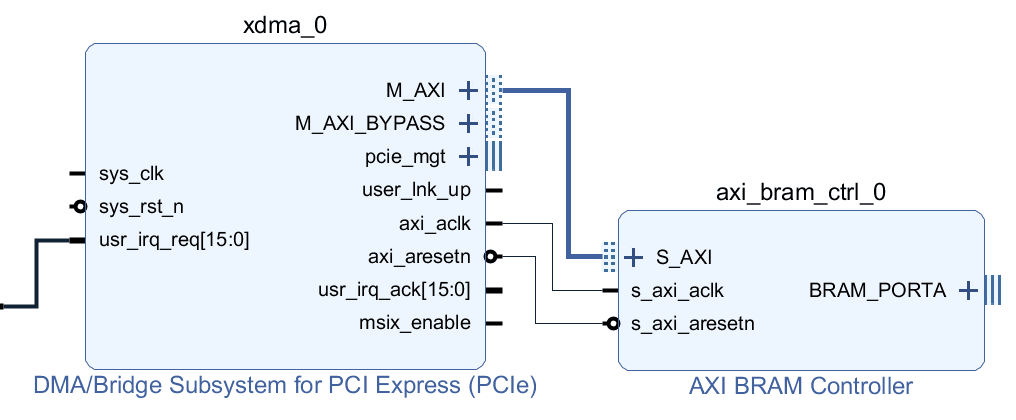 xdma_0
M_AXI
M_AXI_BYPASS
pcie_mgt
sys_clk
user_lnk_up
sys_rst_n
axi_aclk
usr_irq_req[15:0]
axi_aresetn
usr_irq_ack[15:0]
msix_enable
DMA/Bridge Subsystem for PCI Express (PCIe)
axi_bram_ctrl_0
S_AXI
s_axi_aclk
BRAM_PORTA
s_axi_aresetn
AXI BRAM Controller